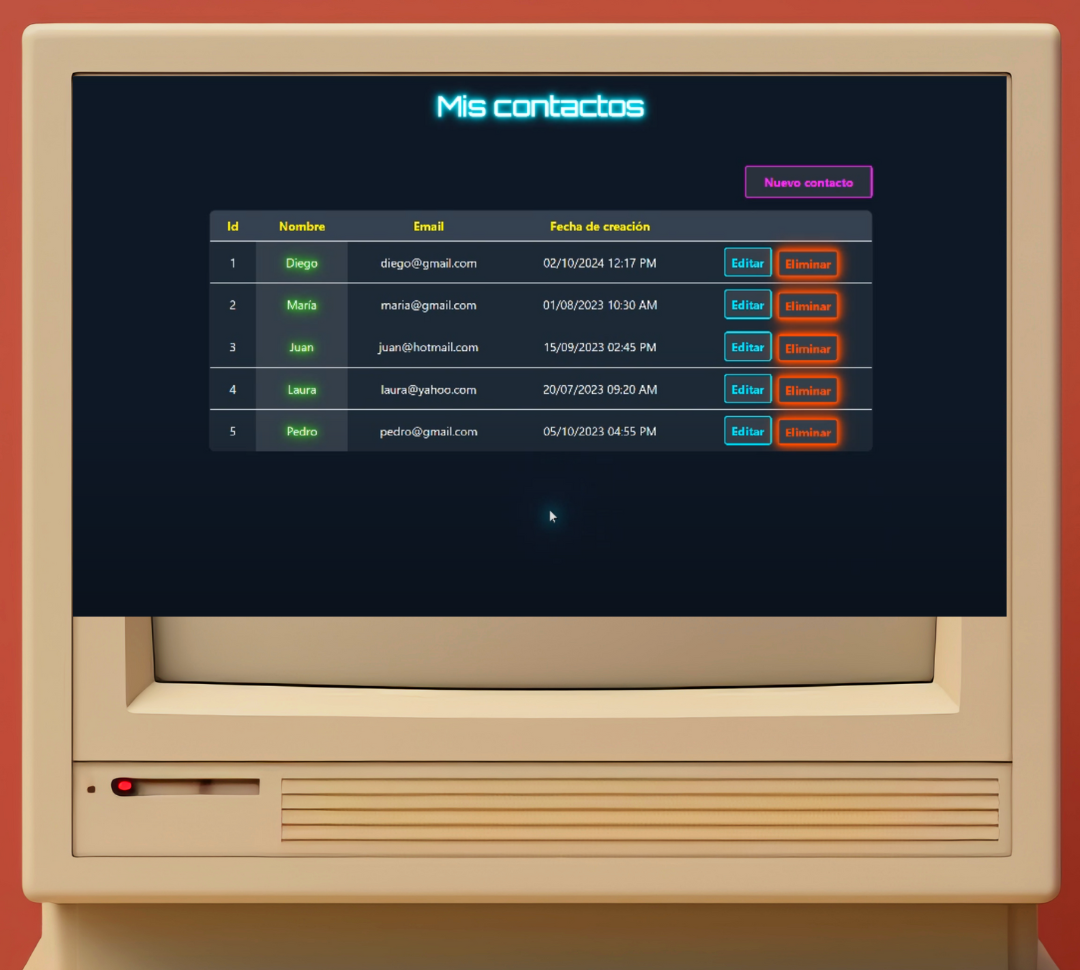 Mis contactos
Nuevo contacto
Id Nombre Email Fecha de creación
1 Diego diego@gmail.com 02/10/2024 12:17 PM Editar Eliminar
2 María maria@gmail.com 01/08/2023 10:30 AM Editar Eliminar
3 Juan juan@hotmail.com 15/09/2023 02:45 PM Editar Eliminar
4 Laura laura@yahoo.com 20/07/2023 09:20 AM Editar Eliminar
5 Pedro pedro@gmail.com 05/10/2023 04:55 PM Editar Eliminar